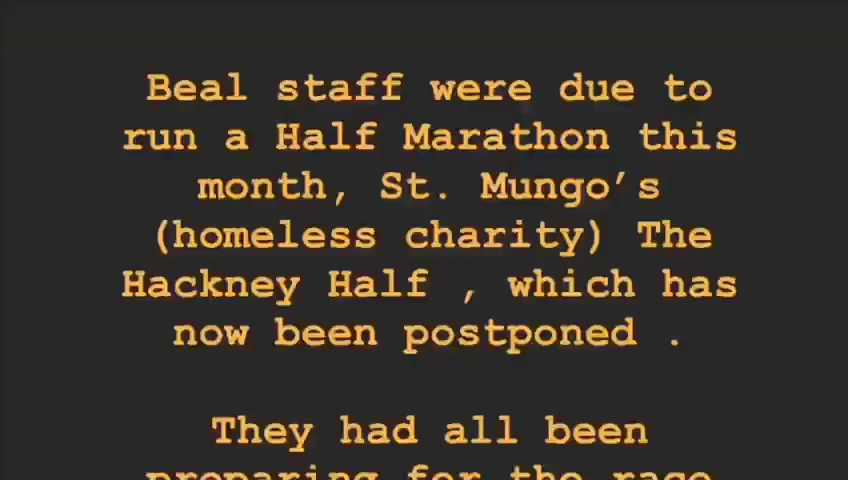 Beal staff were due to
run a Half Marathon this
month, St. Mungo’s
(homeless charity) The
Hackney Half , which has
now been postponed .
They had all been
preparing for the race